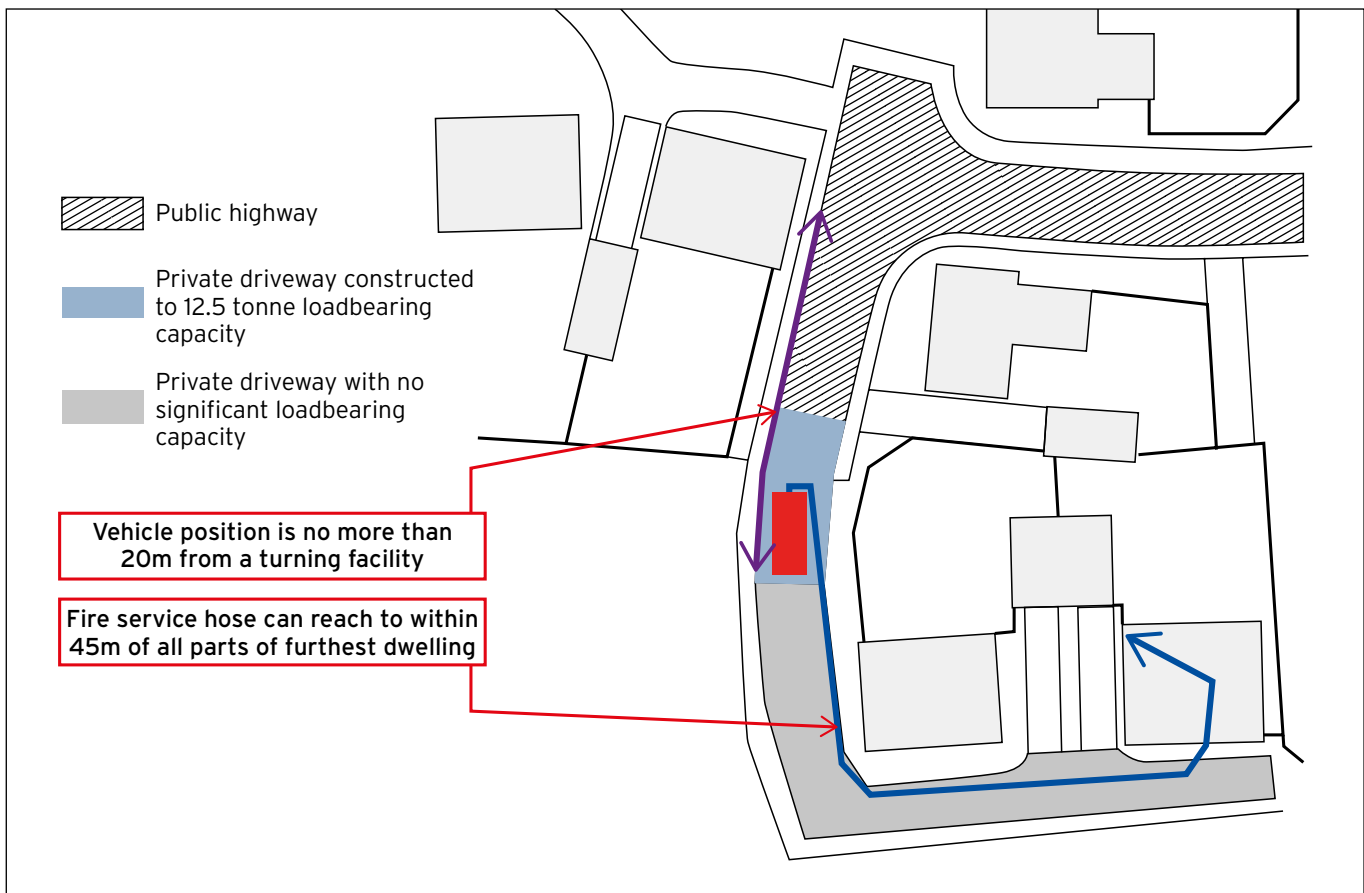 Public highway
Private driveway constructed
to 12.5 tonne loadbearing
capacity
Private driveway with no
significant loadbearing
capacity
Vehicle position is no more than
20m from a turning facility
Fire service hose can reach to within
45m of all parts of furthest dwelling